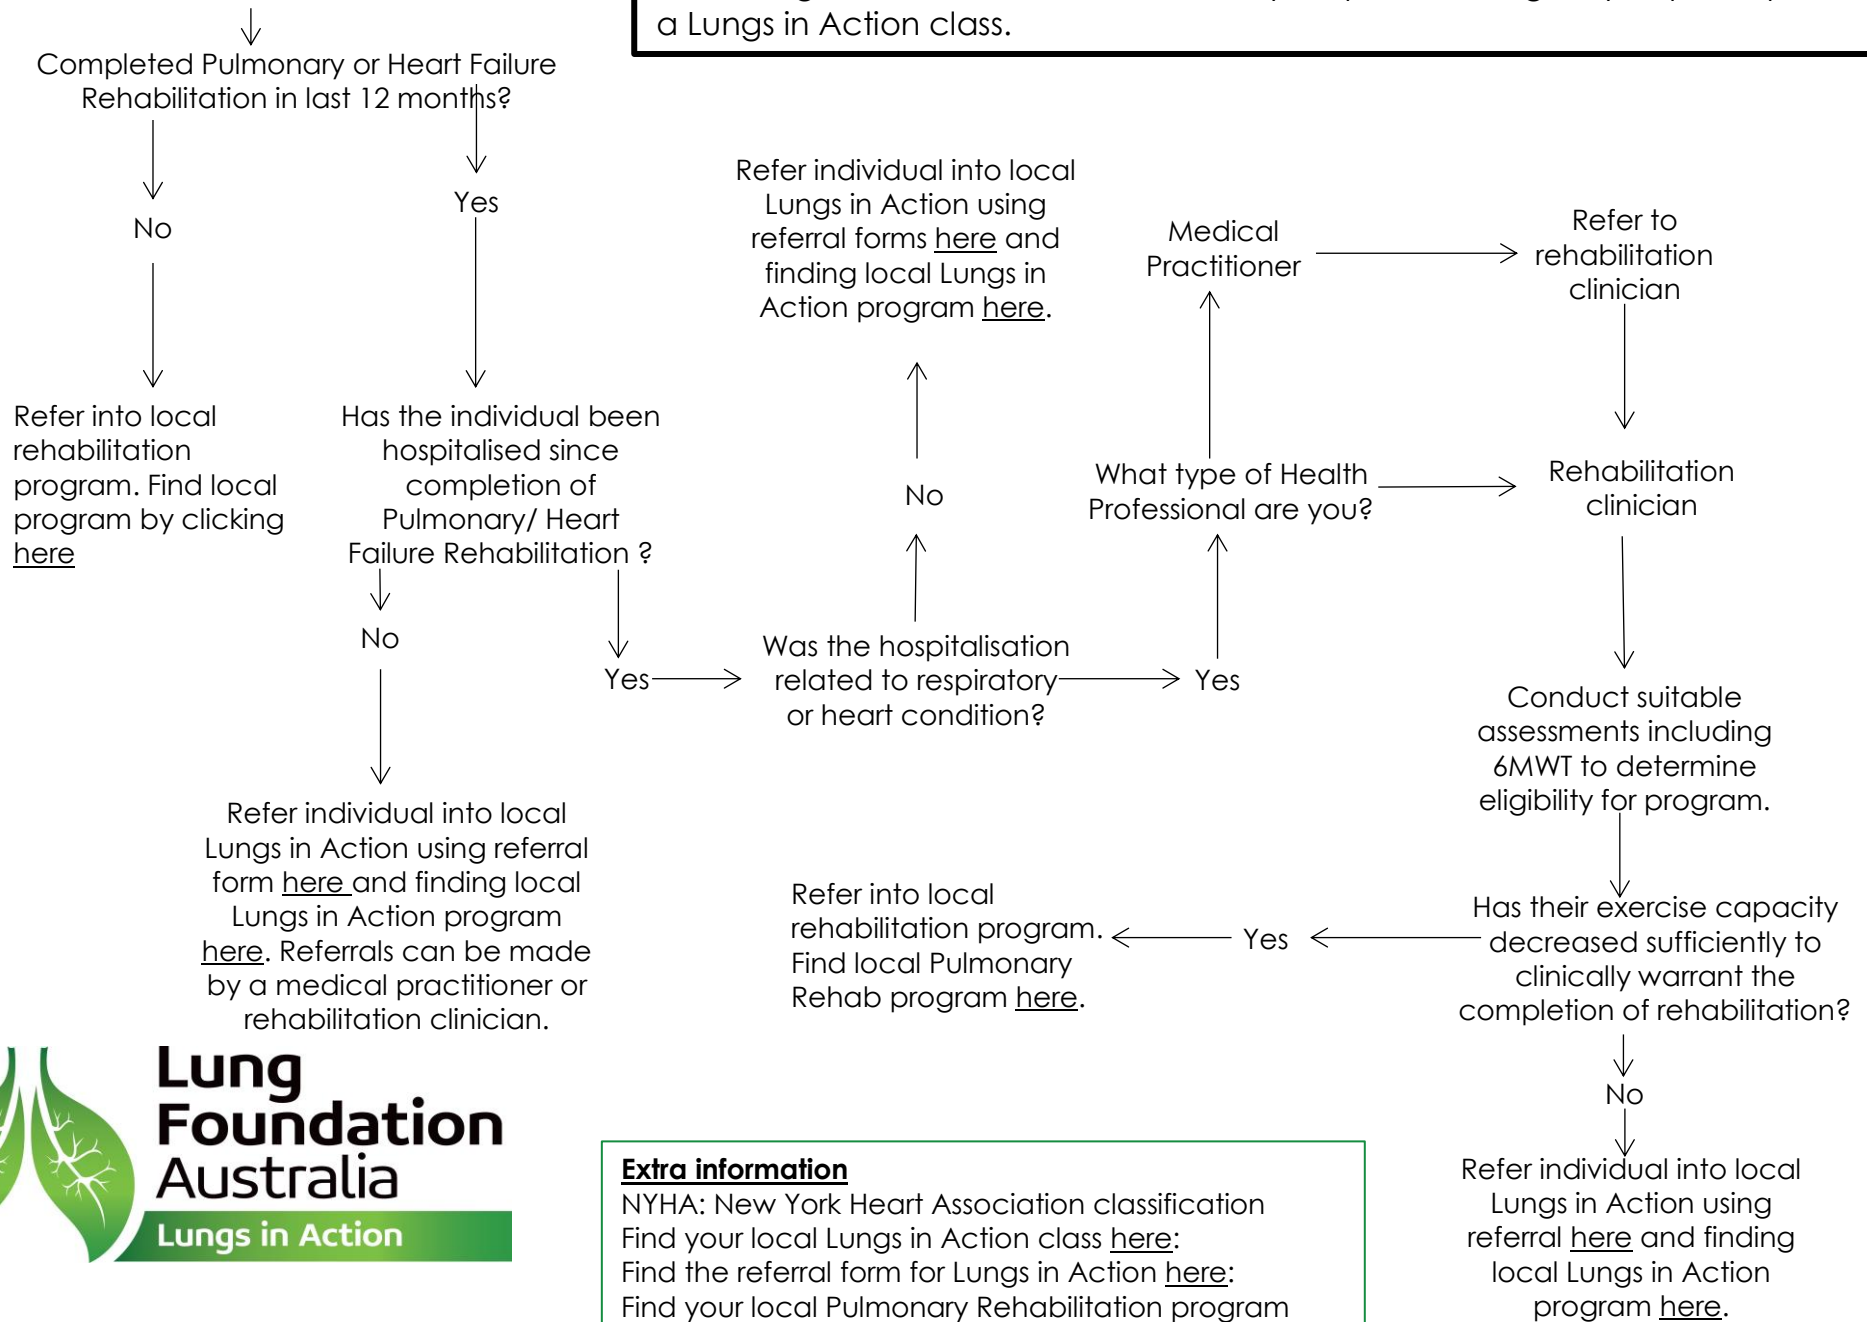 a Lungs in Action class.
Completed Pulmonary or Heart Failure
Rehabilitation in last 12 months?
No
Yes
Refer into local
rehabilitation
program. Find local
program by clicking
here
Has the individual been
hospitalised since
completion of
Pulmonary/ Heart
Failure Rehabilitation ?
No
Yes
Refer individual into local
Lungs in Action using referral
form here and finding local
Lungs in Action program
here. Referrals can be made
by a medical practitioner or
rehabilitation clinician.
Was the hospitalisation
related to respiratory
or heart condition?
No
Yes
Refer individual into local
Lungs in Action using
referral forms here and
finding local Lungs in
Action program here.
What type of Health
Professional are you?
Medical
Practitioner
Refer to
rehabilitation
clinician
Rehabilitation
clinician
Conduct suitable
assessments including
6MWT to determine
eligibility for program.
Has their exercise capacity
decreased sufficiently to
clinically warrant the
completion of rehabilitation?
Yes
Refer into local
rehabilitation program.
Find local Pulmonary
Rehab program here.
No
Refer individual into local
Lungs in Action using
referral here and finding
local Lungs in Action
program here.
Lung
Foundation
Australia
Lungs in Action
Extra information
NYHA: New York Heart Association classification
Find your local Lungs in Action class here:
Find the referral form for Lungs in Action here:
Find your local Pulmonary Rehabilitation program